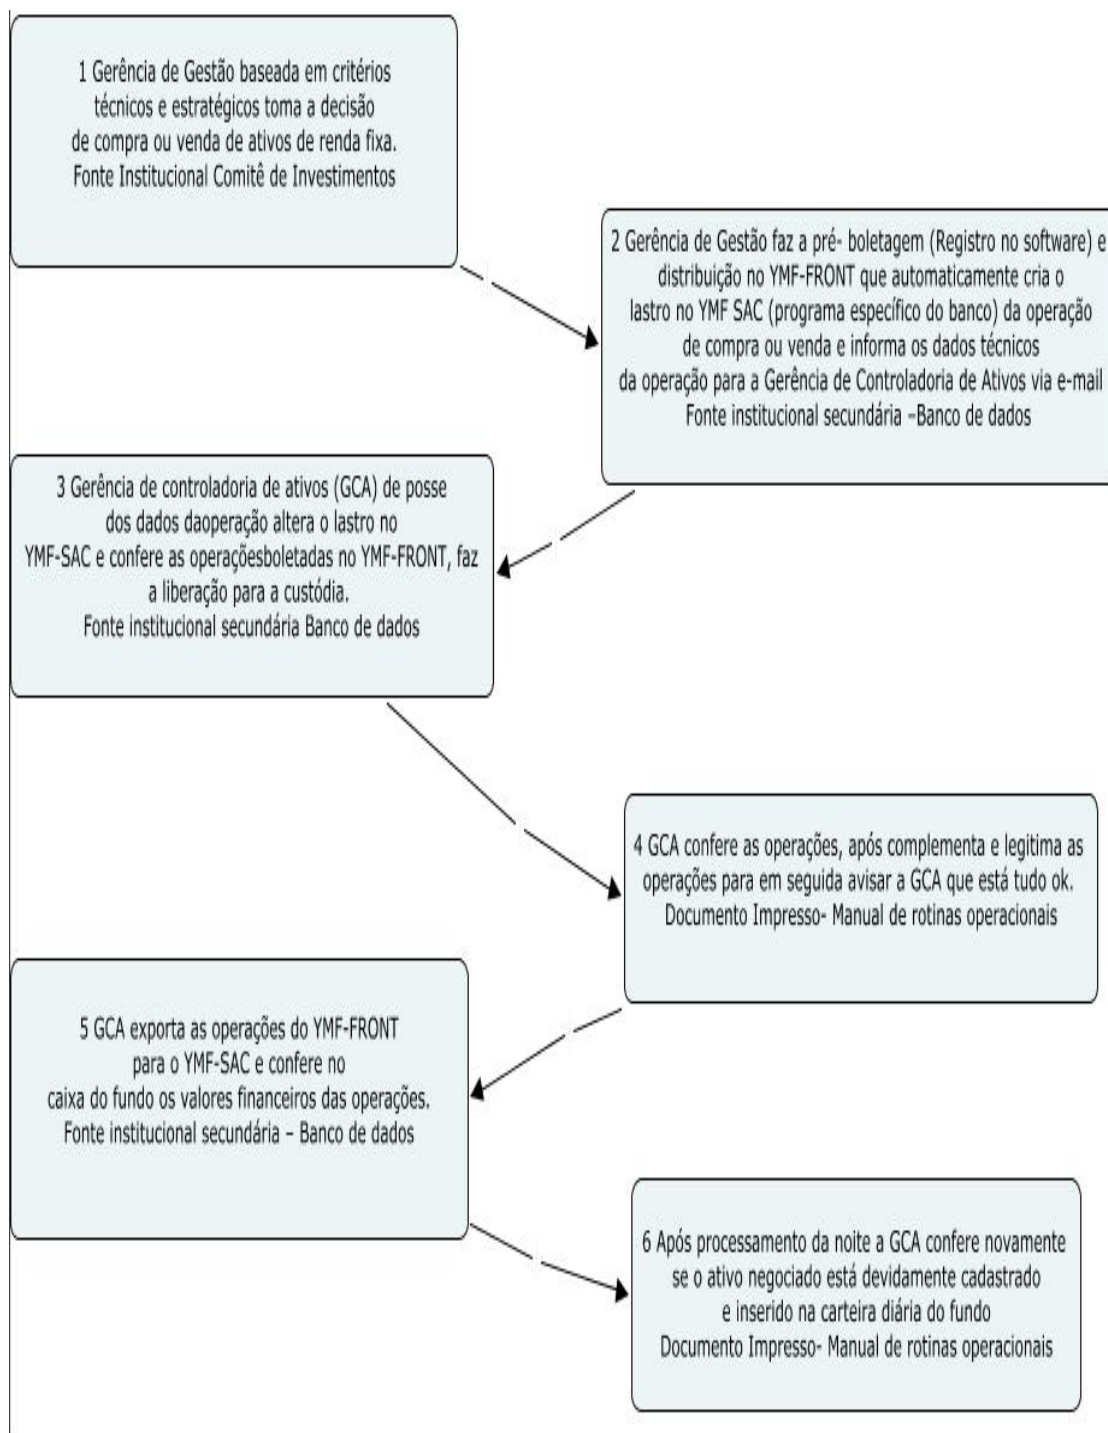 1 Gerência de Gestão baseada em critérios
técnicos e estratégicos toma a decisão
de compra ou venda de ativos de renda fixa.
Fonte Institucional Comitê de Investimentos
2 Gerência de Gestão faz a pré- boletagem (Registro no software) e
distribuição no YMF-FRONT que automaticamente cria o
lastro no YMF SAC (programa específico do banco) da operação
de compra ou venda e informa os dados técnicos
da operação para a Gerência de Controladoria de Ativos via e-mail
Fonte institucional secundária –Banco de dados
3 Gerência de controladoria de ativos (GCA) de posse
dos dados daoperação altera o lastro no
YMF-SAC e confere as operaçõesboletadas no YMF-FRONT, faz
a liberação para a custódia.
Fonte institucional secundária Banco de dados
4 GCA confere as operações, após complementa e legitima as
operações para em seguida avisar a GCA que está tudo ok.
Documento Impresso- Manual de rotinas operacionais
5 GCA exporta as operações do YMF-FRONT
para o YMF-SAC e confere no
caixa do fundo os valores financeiros das operações.
Fonte institucional secundária – Banco de dados
6 Após processamento da noite a GCA confere novamente
se o ativo negociado está devidamente cadastrado
e inserido na carteira diária do fundo
Documento Impresso- Manual de rotinas operacionais